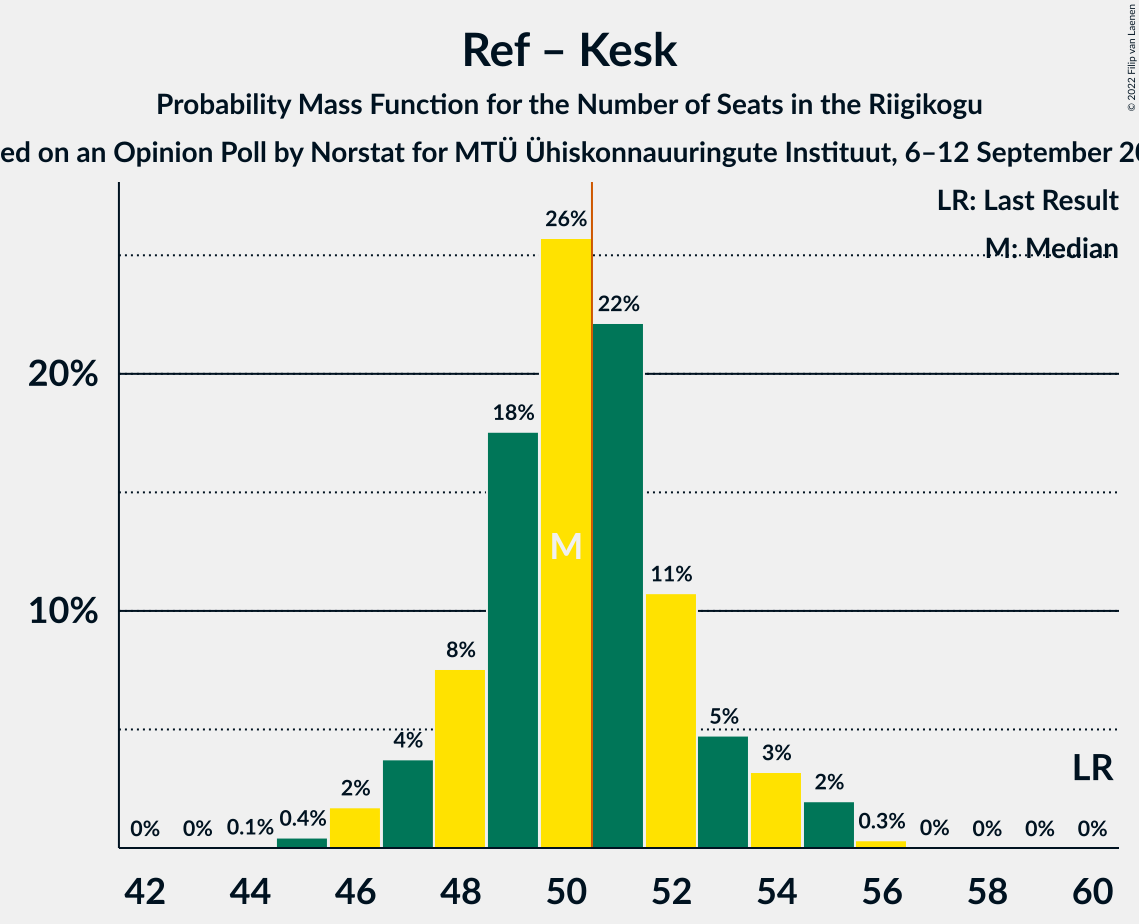 Ref – Kesk
Probability Mass Function for the Number of Seats in the Riigikogu
ed on an Opinion Poll by Norstat for MTÜ Ühiskonnauuringute Instituut, 6–12 September 20
© 2022 Filip van Laenen
LR: Last Result
M: Median
26%
22%
20%
18%
M
11%
10%
8%
5%
4%
3%
LR
2%
2%
0.4%
0.3%
0% 0% 0.1% 0% 0% 0% 0%
42 44 46 48 50 52 54 56 58 60